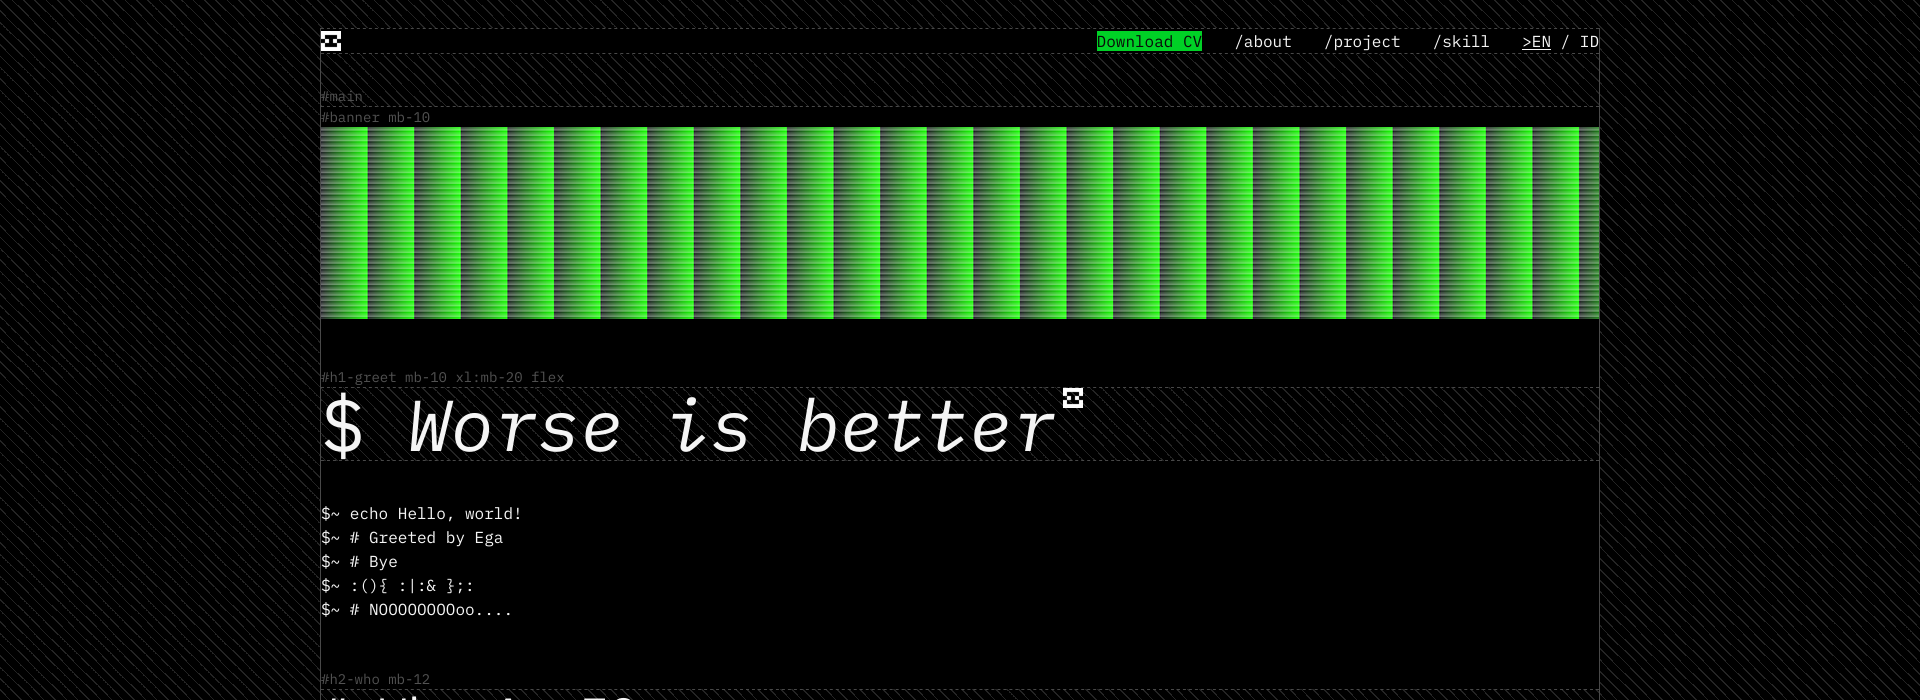 Download CV /about /project /skill >EN / ID
#main
#banner mb-10
#h1-greet mb-10 xl:mb-20 flex
$ Worse is better
$~ echo Hello, world!
$~ # Greeted by Ega
$~ # Bye
$~ :(){ :|:& };:
$~ # NOOOOOOOOoo....
#h2-who mb-12